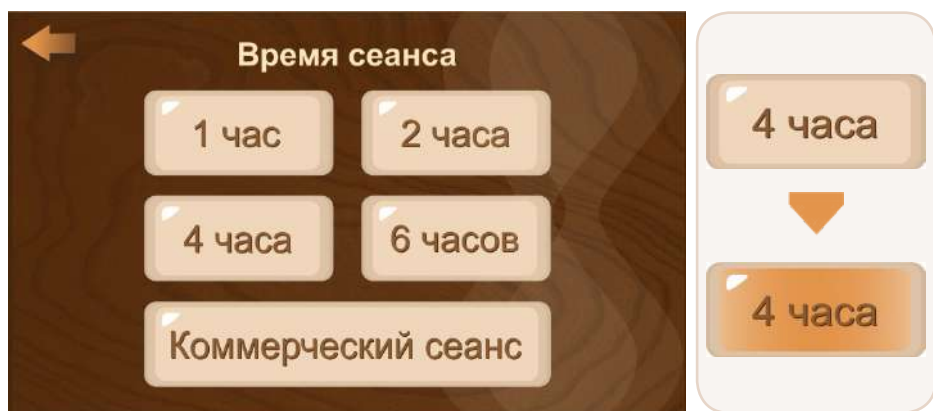 Время сеанса
1 час
2 часа
4 часа
6 часов
Коммерческий сеанс
4 часа
4 часа